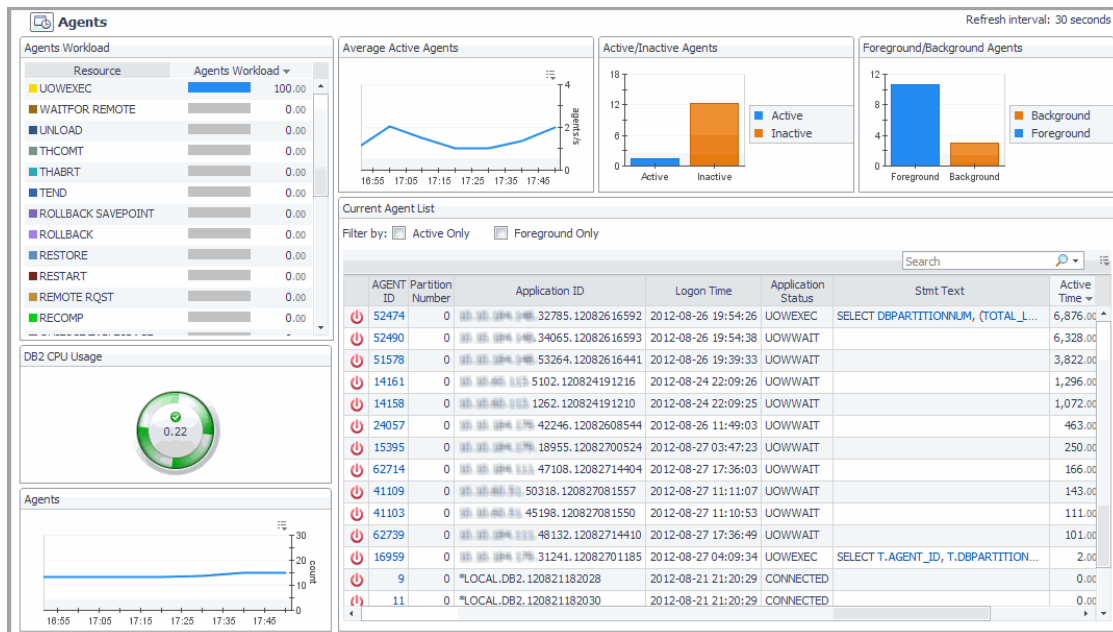 Agents
Refresh interval: 30 seconds
Agents Workload
Resource Agents Workload
UOWEXEC 100.00
WAITFOR REMOTE 0.00
UNLOAD 0.00
THCOMT 0.00
THABRT 0.00
TEND 0.00
ROLLBACK SAVEPOINT 0.00
ROLLBACK 0.00
RESTORE 0.00
RESTART 0.00
REMOTE RQST 0.00
RECOMP 0.00
DB2 CPU Usage
0.22
Agents
30
20
10
0
count
16:55 17:05 17:15 17:25 17:35 17:45
Average Active Agents
4
2
0
agents/s
16:55 17:05 17:15 17:25 17:35 17:45
Active/Inactive Agents
18
12
6
0
Active Inactive
Active
Inactive
Foreground/Background Agents
12
8
4
0
Foreground Background
Background
Foreground
Current Agent List
Filter by: Active Only Foreground Only
Search
AGENT ID Partition Number Application ID Logon Time Application Status Stmt Text Active Time
52474 0 32785.12082616592 2012-08-26 19:54:26 UOWEXEC SELECT DBPARTITIONNUM, (TOTAL_L... 6,876.00
52490 0 34065.12082616593 2012-08-26 19:54:38 UOWWAIT 6,328.00
51578 0 53264.12082616441 2012-08-26 19:39:33 UOWWAIT 3,822.00
14161 0 5102.120824191216 2012-08-24 22:09:26 UOWWAIT 1,296.00
14158 0 1262.120824191210 2012-08-24 22:09:25 UOWWAIT 1,072.00
24057 0 42246.12082608544 2012-08-26 11:49:03 UOWWAIT 463.00
15395 0 18955.12082700524 2012-08-27 03:47:23 UOWWAIT 250.00
62714 0 47108.12082714404 2012-08-27 17:36:03 UOWWAIT 166.00
41109 0 50318.120827081557 2012-08-27 11:11:07 UOWWAIT 143.00
41103 0 45198.120827081550 2012-08-27 11:10:53 UOWWAIT 111.00
62739 0 48132.12082714410 2012-08-27 17:36:49 UOWWAIT 101.00
16959 0 31241.12082701185 2012-08-27 04:09:34 UOWEXEC SELECT T.AGENT_ID, T.DBPARTITION... 2.00
9 0 *LOCAL.DB2.120821182028 2012-08-21 21:20:29 CONNECTED 0.00
11 0 *LOCAL.DB2.120821182030 2012-08-21 21:20:29 CONNECTED 0.00